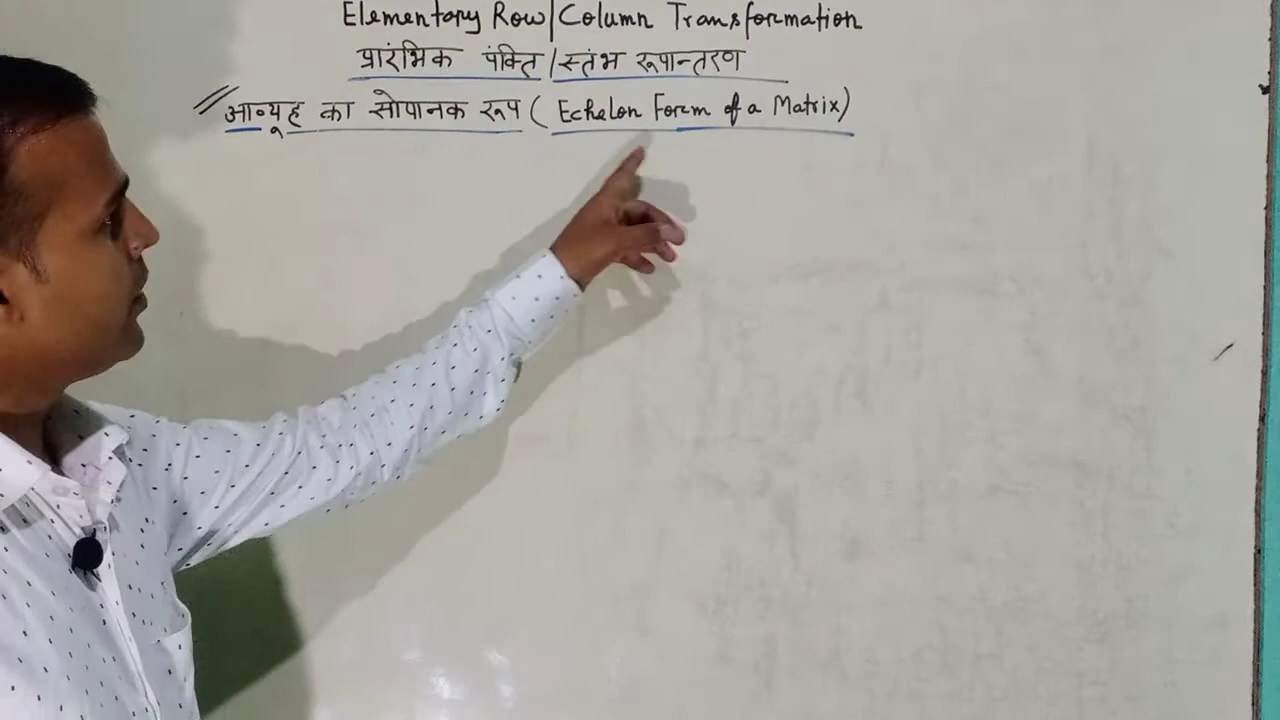 Elementary Row/Column Transformation
प्रारंभिक पंक्ति/स्तंभ रूपान्तरण
आव्यूह का सोपानक रूप (Echelon Form of a Matrix)